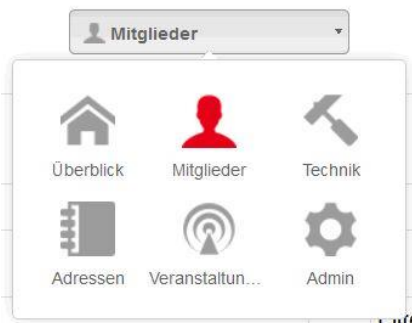 Mitglieder
Überblick Mitglieder Technik
Adressen Veranstaltun... Admin